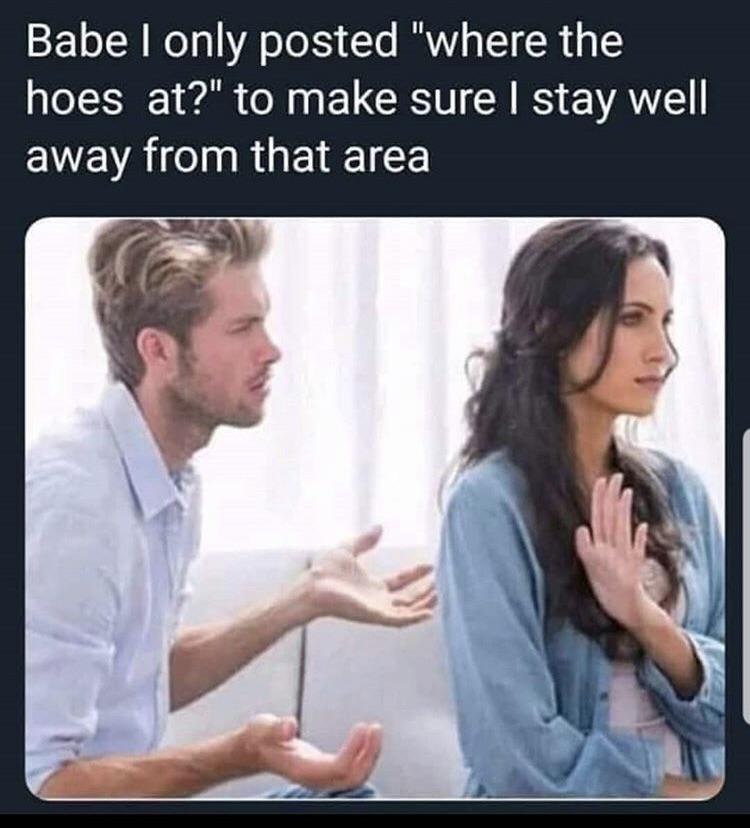 Babe I only posted "where the
hoes  at?" to make sure I stay well
away from that area